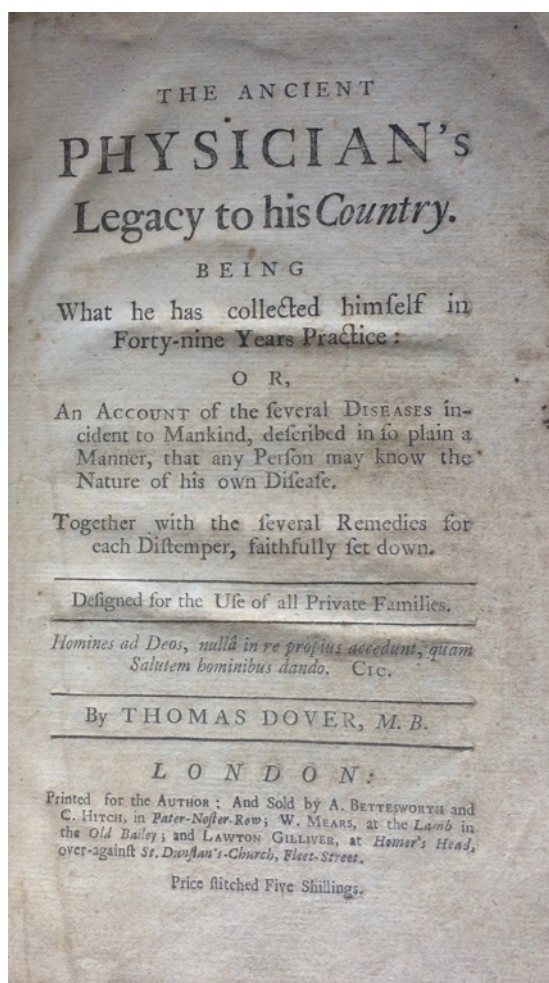 THE ANCIENT
PHYSICIAN's
Legacy to his Country.
BEING
What he has collected himſelf in
Forty-nine Years Practice :
OR,
An ACCOUNT of the ſeveral DISEASES in-
cident to Mankind, deſcribed in ſo plain a
Manner, that any Perſon may know the
Nature of his own Diſeaſe.
Together with the ſeveral Remedies for
each Diſtemper, faithfully ſet down.
Deſigned for the Uſe of all Private Families.
Homines ad Deos, nullâ in re propius accedunt, quam
Salutem hominibus dando. CIC.
By THOMAS DOVER, M. B.
LONDON:
Printed for the AUTHOR : And Sold by A. BETTESWORTH and
C. HITCH, in Pater-Noſter-Row; W. MEARS, at the Lamb in
the Old Bailey; and LAWTON GILLIVER, at Homer's Head,
over-againſt St. Dunſtan's-Church, Fleet-Street.
Price ſtitched Five Shillings.